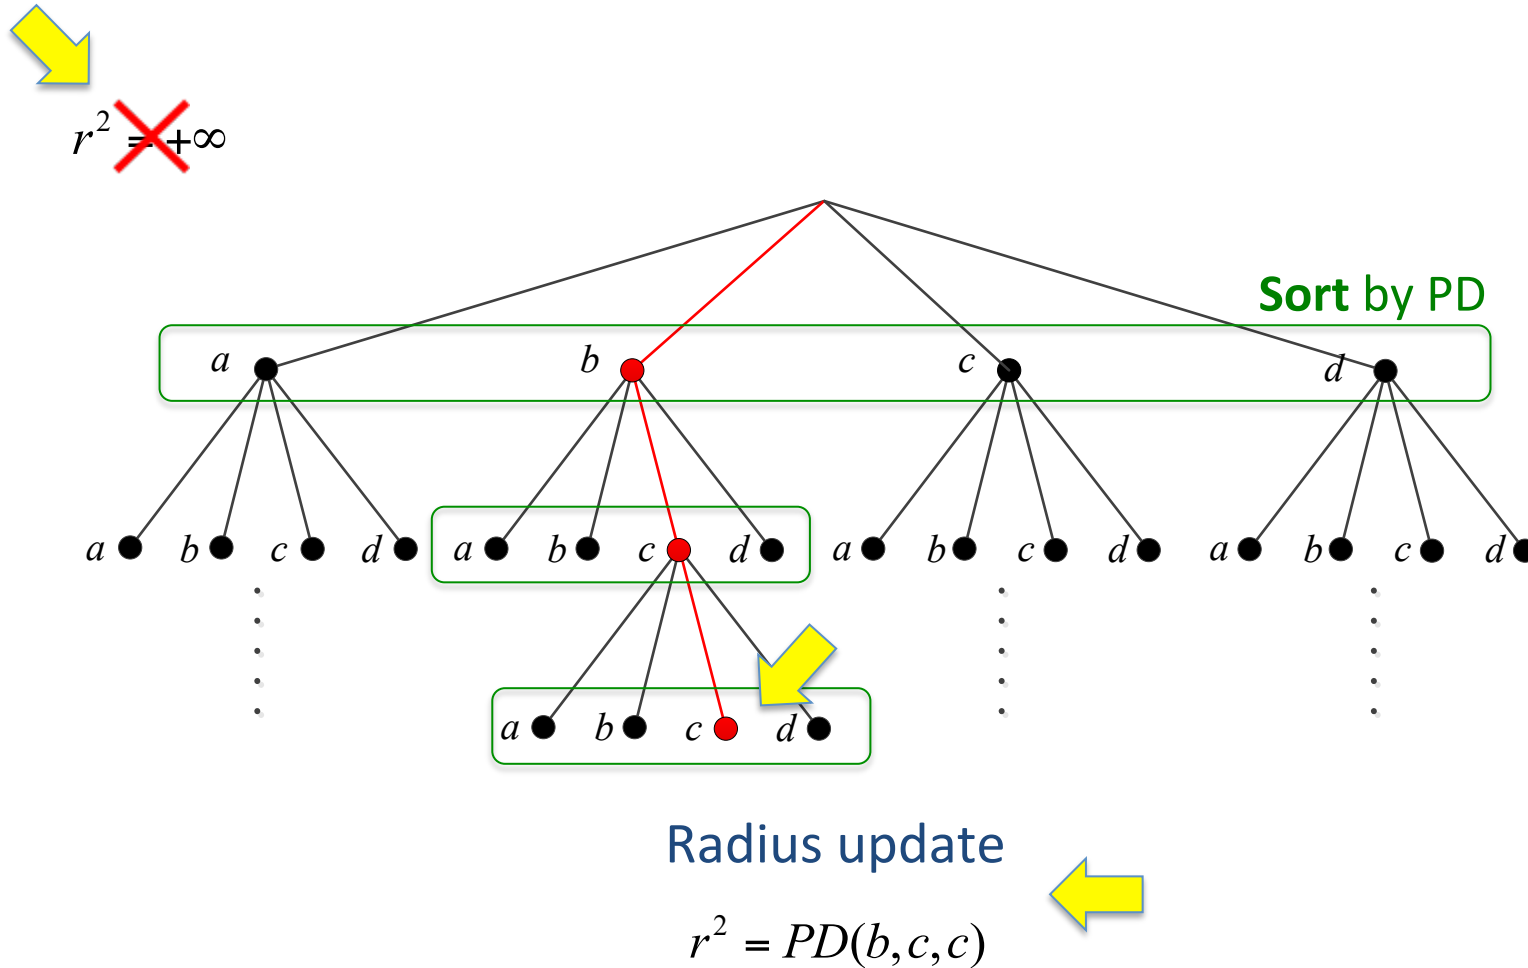 r² = +∞
Sort by PD
a b c d
a b c d a b c d a b c d a b c d
a b c d
Radius update
r² = PD(b,c,c)